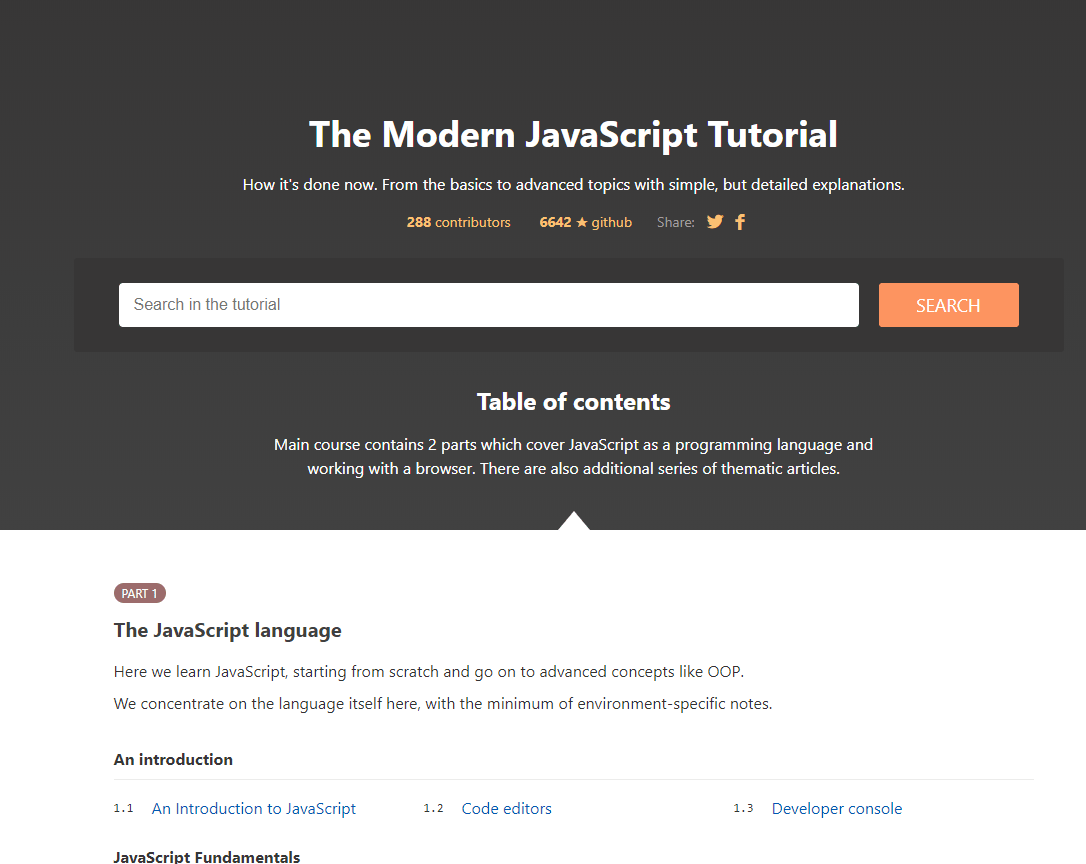 The Modern JavaScript Tutorial
How it's done now. From the basics to advanced topics with simple, but detailed explanations.
288 contributors 6642 ★ github Share:
Search in the tutorial SEARCH
Table of contents
Main course contains 2 parts which cover JavaScript as a programming language and
working with a browser. There are also additional series of thematic articles.
PART 1
The JavaScript language
Here we learn JavaScript, starting from scratch and go on to advanced concepts like OOP.
We concentrate on the language itself here, with the minimum of environment-specific notes.
An introduction
1.1 An Introduction to JavaScript 1.2 Code editors 1.3 Developer console
JavaScript Fundamentals